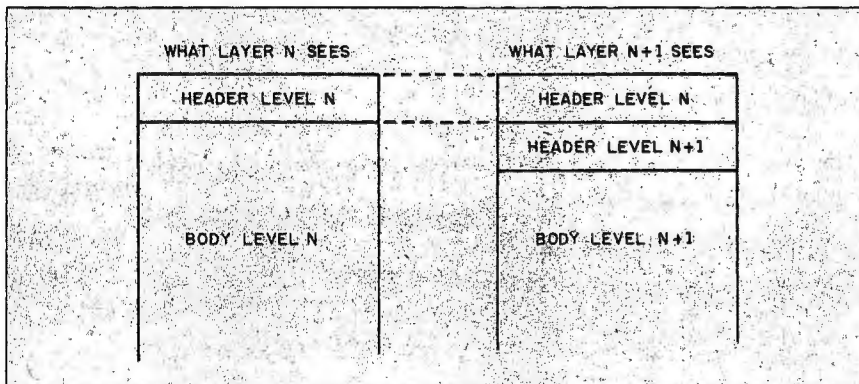 WHAT LAYER N SEES
WHAT LAYER N+1 SEES
HEADER LEVEL N
HEADER LEVEL N
HEADER LEVEL N+1
BODY LEVEL N
BODY LEVEL N+1